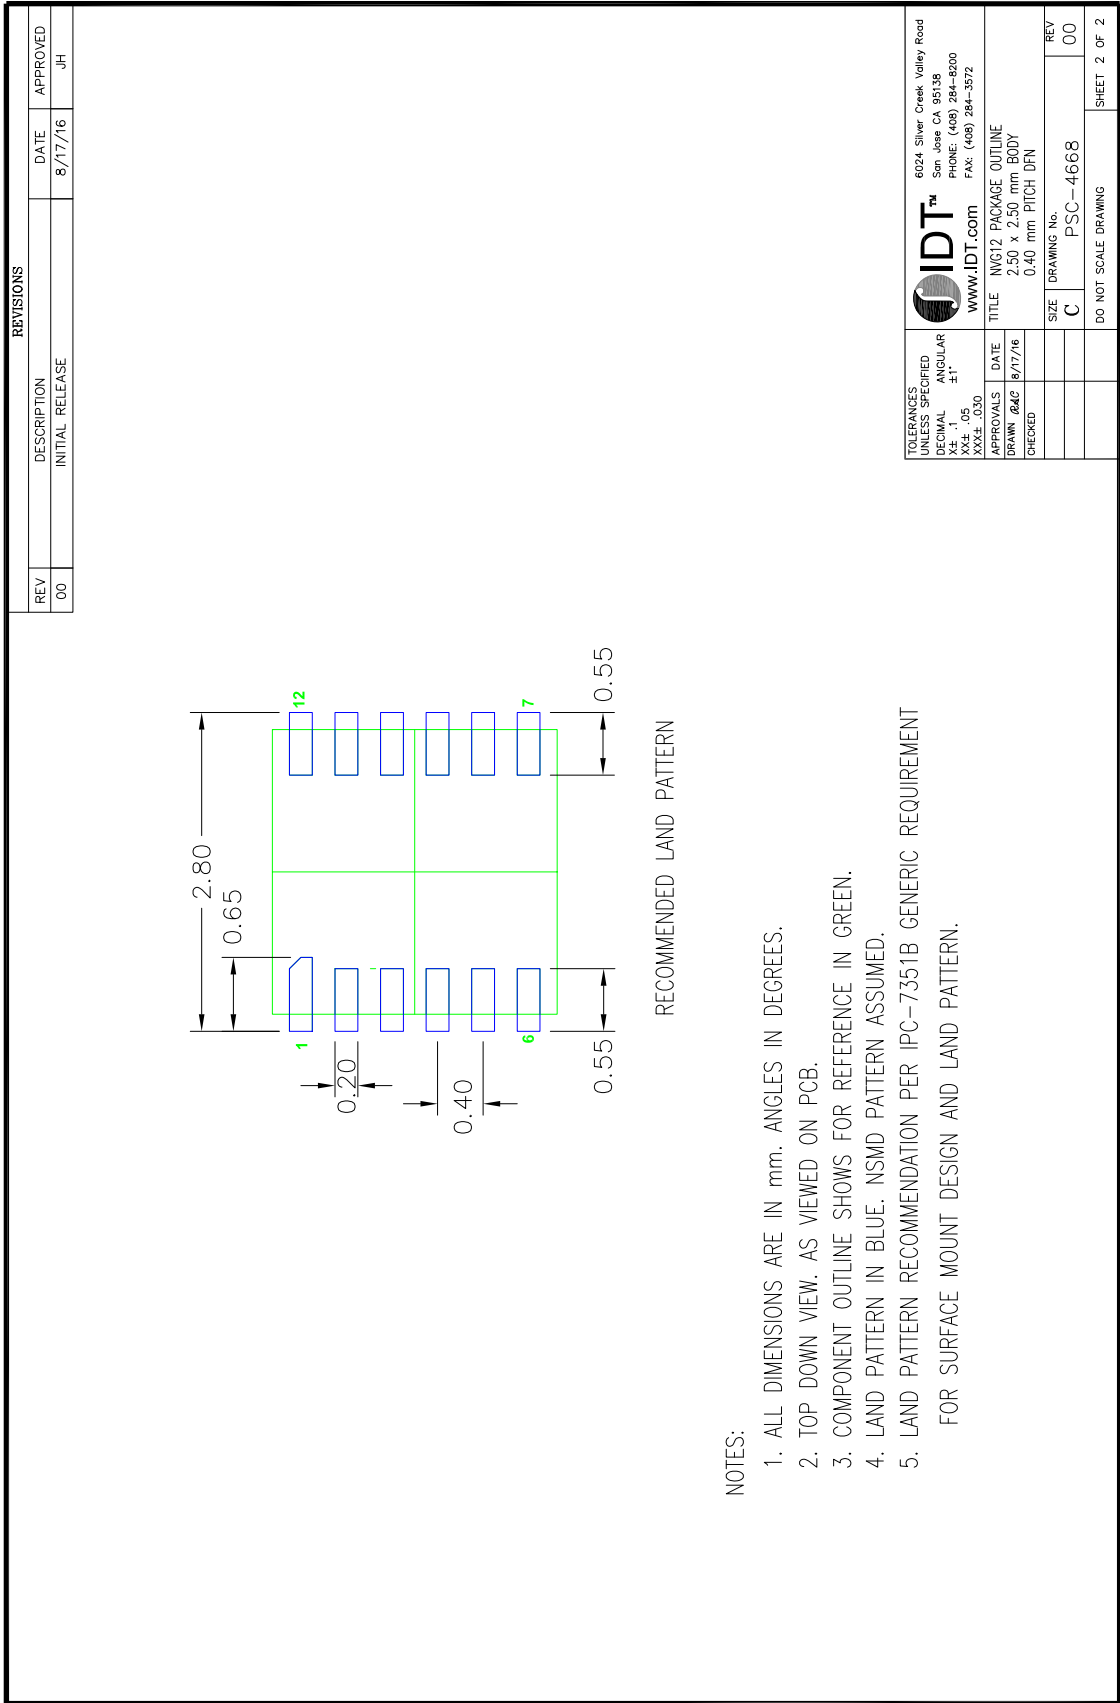 REVISIONS
REV DESCRIPTION DATE APPROVED
00 INITIAL RELEASE 8/17/16 JH
2.80
0.65
1
12
0.20
0.40
6
7
0.55
0.55
RECOMMENDED LAND PATTERN
NOTES:
1. ALL DIMENSIONS ARE IN mm. ANGLES IN DEGREES.
2. TOP DOWN VIEW. AS VIEWED ON PCB.
3. COMPONENT OUTLINE SHOWS FOR REFERENCE IN GREEN.
4. LAND PATTERN IN BLUE. NSMD PATTERN ASSUMED.
5. LAND PATTERN RECOMMENDATION PER IPC-7351B GENERIC REQUIREMENT
FOR SURFACE MOUNT DESIGN AND LAND PATTERN.
TOLERANCES
UNLESS SPECIFIED
DECIMAL ANGULAR
X± .1 ±1°
XX± .05
XXX± .030
IDT™
www.IDT.com
6024 Silver Creek Valley Road
San Jose CA 95138
PHONE: (408) 284-8200
FAX: (408) 284-3572
APPROVALS DATE
DRAWN RAC 8/17/16
CHECKED
TITLE NVG12 PACKAGE OUTLINE
2.50 x 2.50 mm BODY
0.40 mm PITCH DFN
SIZE DRAWING No. REV
C PSC-4668 00
DO NOT SCALE DRAWING SHEET 2 OF 2